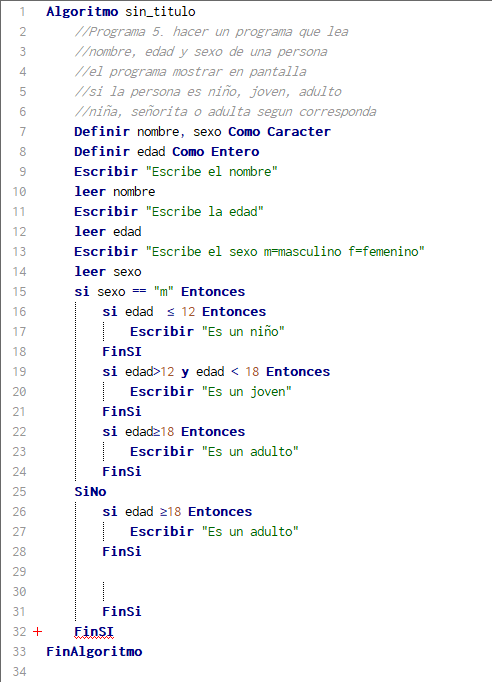 1 Algoritmo sin_titulo
2 //Programa 5. hacer un programa que lea
3 //nombre, edad y sexo de una persona
4 //el programa mostrar en pantalla
5 //si la persona es niño, joven, adulto
6 //niña, señorita o adulta segun corresponda
7 Definir nombre, sexo Como Caracter
8 Definir edad Como Entero
9 Escribir "Escribe el nombre"
10 leer nombre
11 Escribir "Escribe la edad"
12 leer edad
13 Escribir "Escribe el sexo m=masculino f=femenino"
14 leer sexo
15 si sexo == "m" Entonces
16 si edad ≤ 12 Entonces
17 Escribir "Es un niño"
18 FinSI
19 si edad>12 y edad < 18 Entonces
20 Escribir "Es un joven"
21 FinSi
22 si edad≥18 Entonces
23 Escribir "Es un adulto"
24 FinSi
25 SiNo
26 si edad ≥18 Entonces
27 Escribir "Es un adulto"
28 FinSi
29
30
31 FinSi
32 + FinSI
33 FinAlgoritmo
34